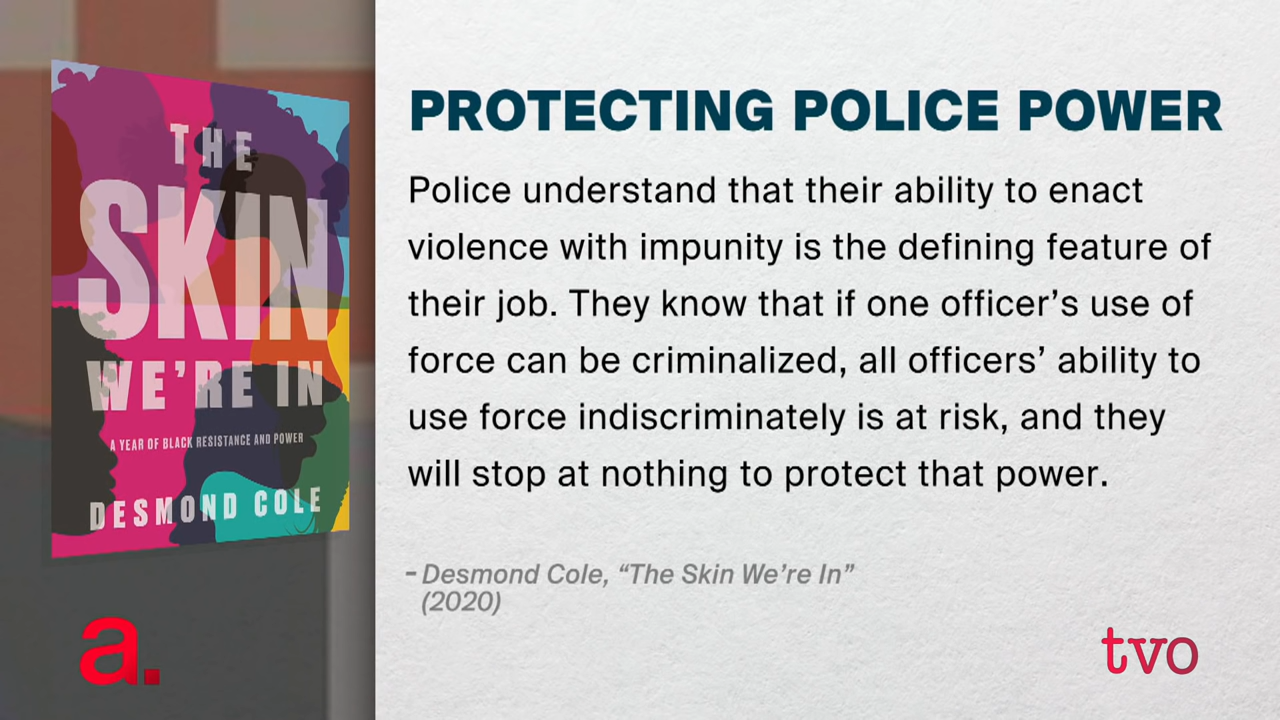 THE
SKIN
WE'RE IN
A YEAR OF BLACK RESISTANCE AND POWER
DESMOND COLE
a.
PROTECTING POLICE POWER
Police understand that their ability to enact
violence with impunity is the defining feature of
their job. They know that if one officer’s use of
force can be criminalized, all officers’ ability to
use force indiscriminately is at risk, and they
will stop at nothing to protect that power.
- Desmond Cole, “The Skin We’re In”
(2020)
tvo